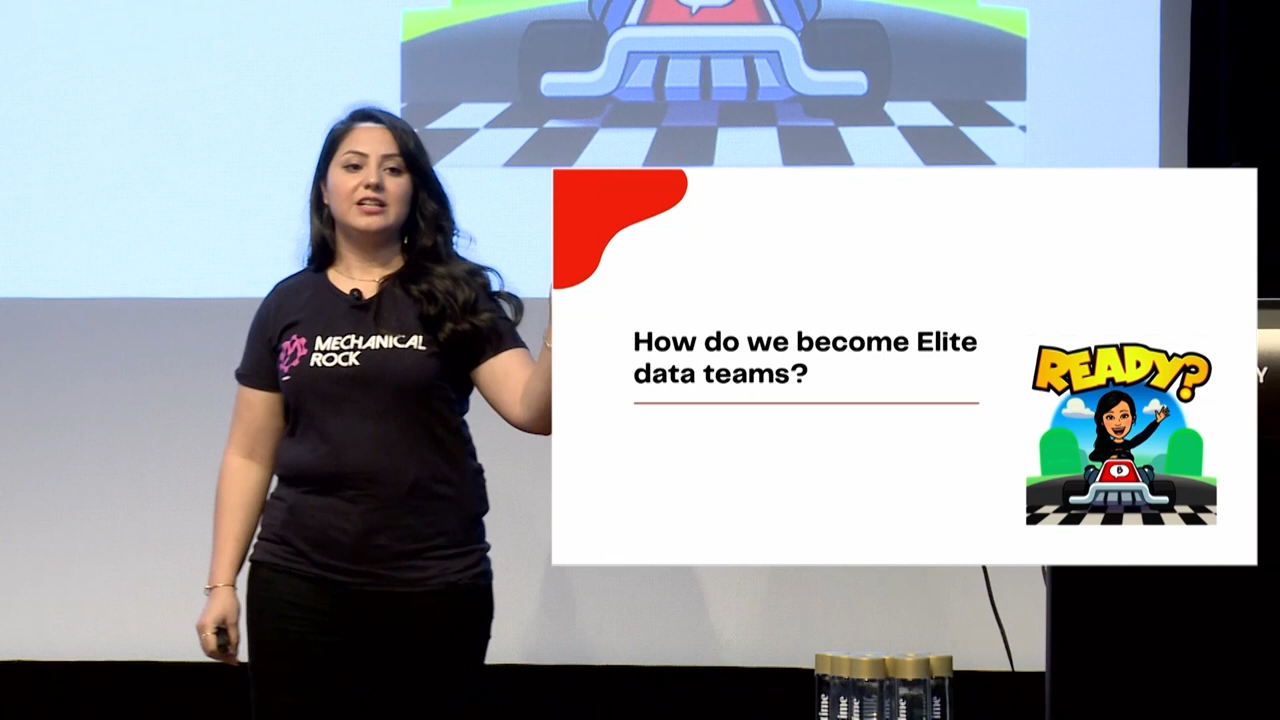 MECHANICAL
ROCK
How do we become Elite
data teams?
READY?
Y